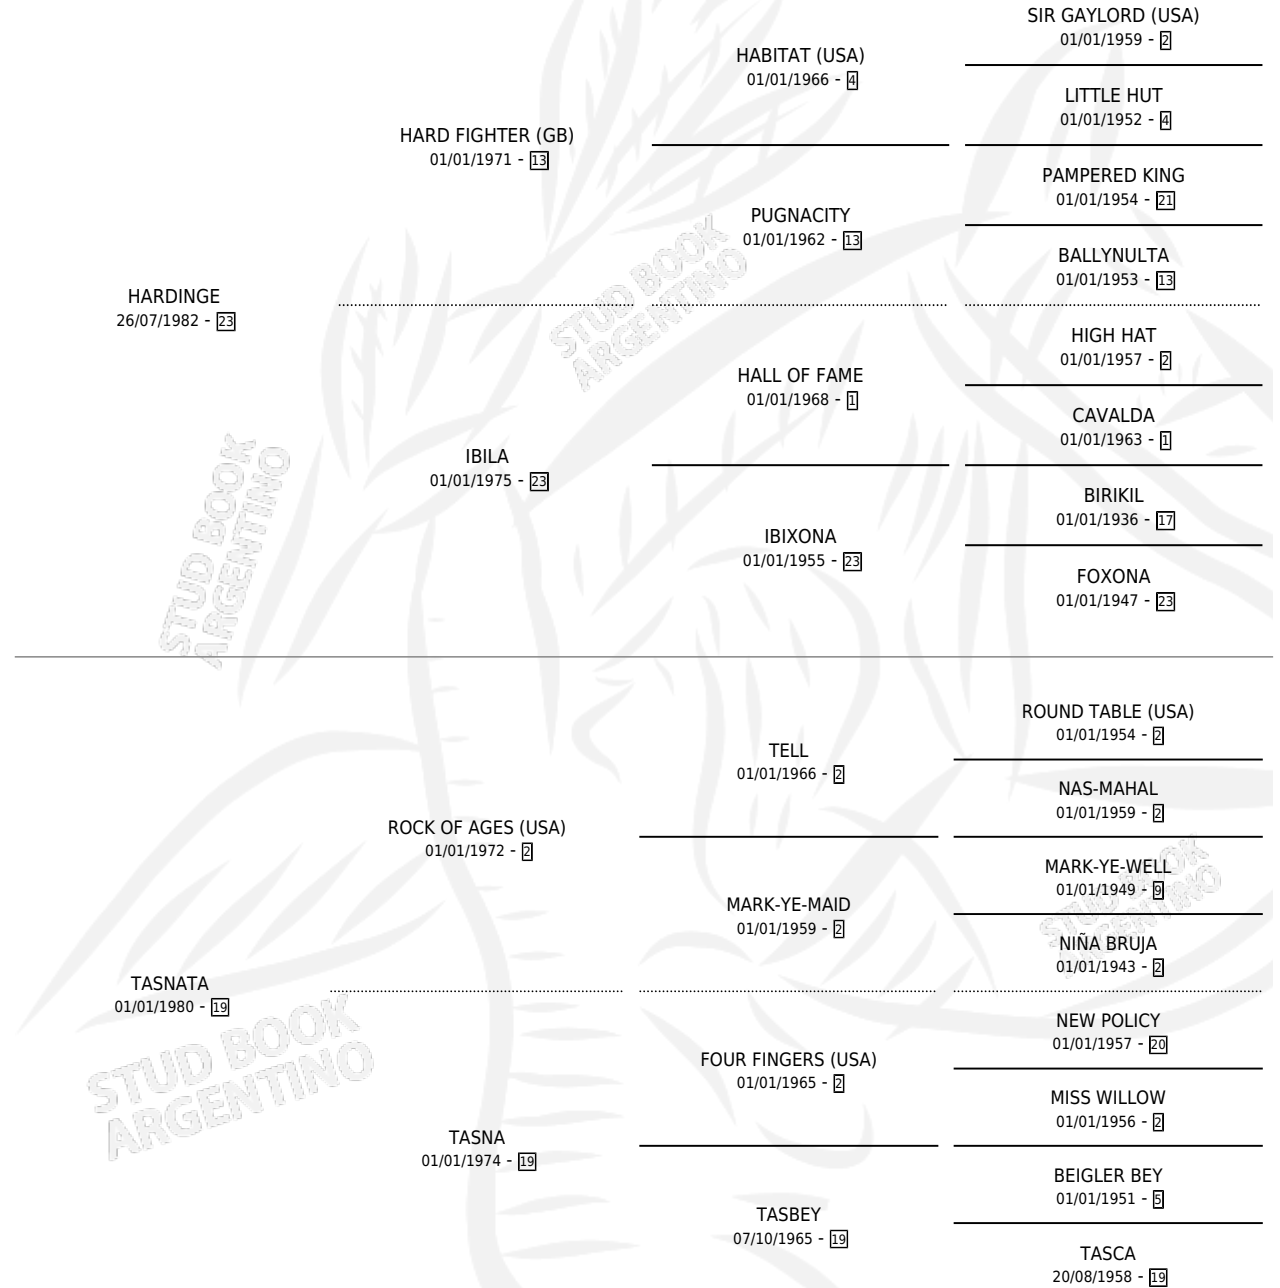 SIR GAYLORD (USA)
01/01/1959 - 2
HABITAT (USA)
01/01/1966 - 4
LITTLE HUT
01/01/1952 - 4
HARD FIGHTER (GB)
01/01/1971 - 13
PAMPERED KING
01/01/1954 - 21
PUGNACITY
01/01/1962 - 13
BALLYNULTA
01/01/1953 - 13
HARDINGE
26/07/1982 - 23
HIGH HAT
01/01/1957 - 2
HALL OF FAME
01/01/1968 - 1
CAVALDA
01/01/1963 - 1
IBILA
01/01/1975 - 23
BIRIKIL
01/01/1936 - 17
IBIXONA
01/01/1955 - 23
FOXONA
01/01/1947 - 23
STUD BOOK
ARGENTINO
STUD BOOK
ARGENTINO
ROUND TABLE (USA)
01/01/1954 - 2
TELL
01/01/1966 - 2
NAS-MAHAL
01/01/1959 - 2
ROCK OF AGES (USA)
01/01/1972 - 2
MARK-YE-WELL
01/01/1949 - 9
MARK-YE-MAID
01/01/1959 - 2
NIÑA BRUJA
01/01/1943 - 2
STUD BOOK
ARGENTINO
TASNATA
01/01/1980 - 19
NEW POLICY
01/01/1957 - 20
FOUR FINGERS (USA)
01/01/1965 - 2
MISS WILLOW
01/01/1956 - 2
STUD BOOK
ARGENTINO
TASNA
01/01/1974 - 19
BEIGLER BEY
01/01/1951 - 5
TASBEY
07/10/1965 - 19
TASCA
20/08/1958 - 19